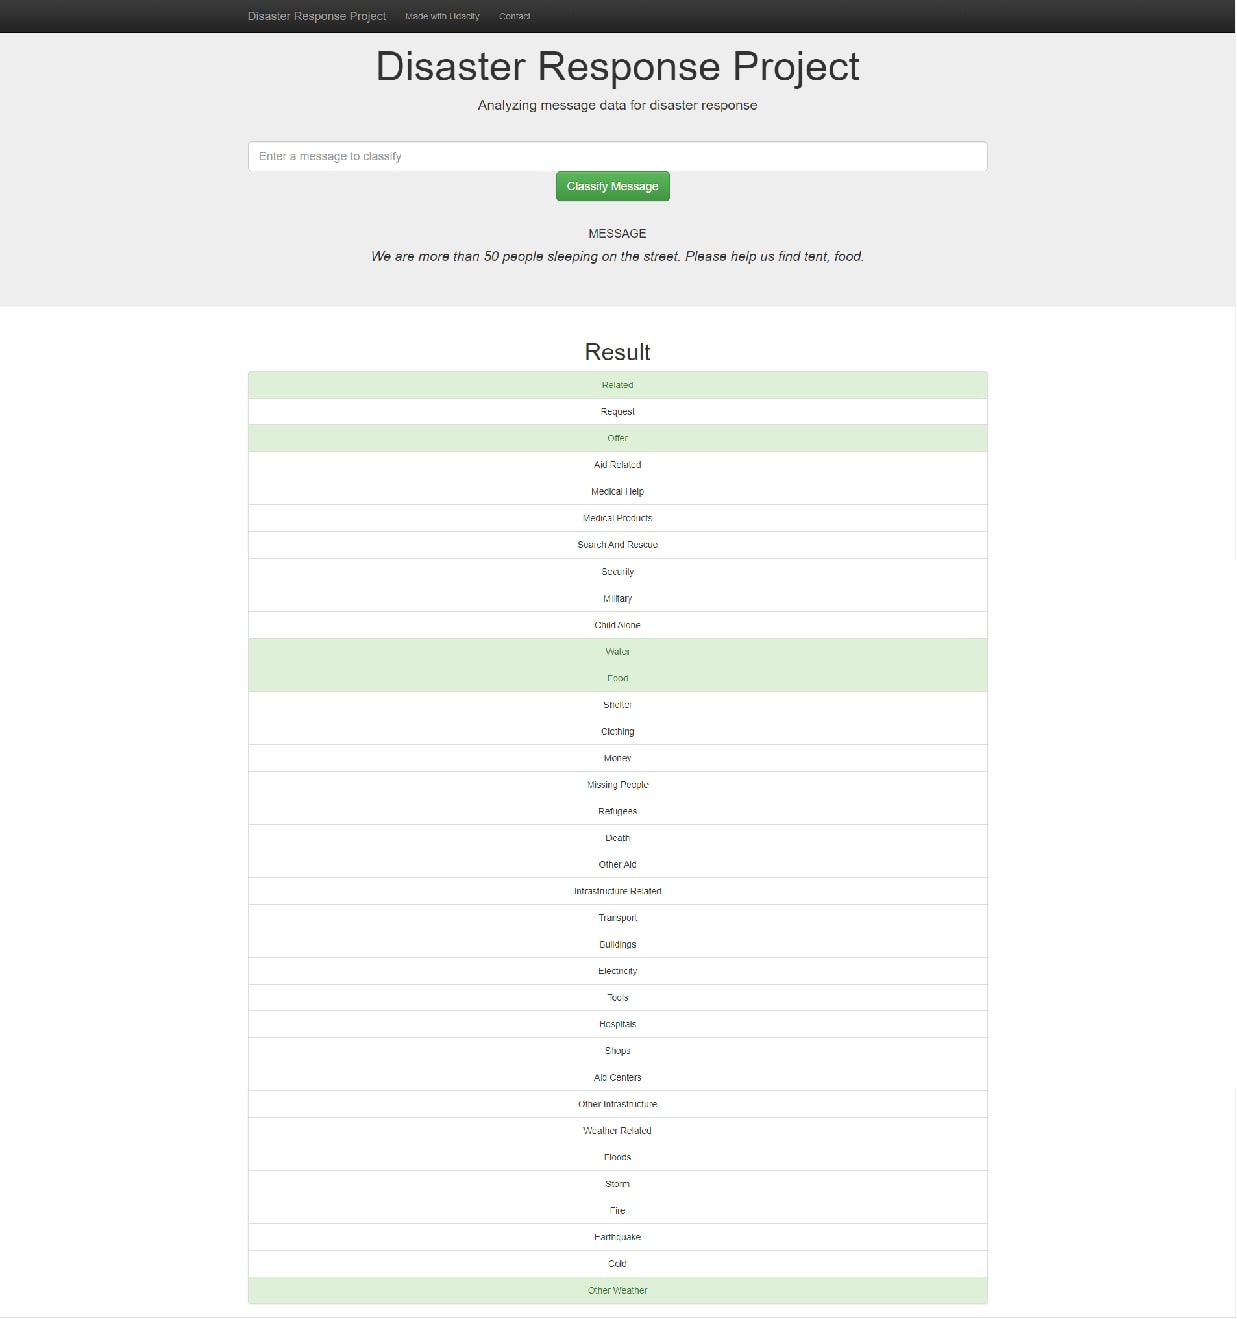 Disaster Response Project Made with Udacity Contact
Disaster Response Project
Analyzing message data for disaster response
Enter a message to classify
Classify Message
MESSAGE
We are more than 50 people sleeping on the street. Please help us find tent, food.
Result
Related
Request
Offer
Aid Related
Medical Help
Medical Products
Search And Rescue
Security
Military
Child Alone
Water
Food
Shelter
Clothing
Money
Missing People
Refugees
Death
Other Aid
Infrastructure Related
Transport
Buildings
Electricity
Tools
Hospitals
Shops
Aid Centers
Other Infrastructure
Weather Related
Floods
Storm
Fire
Earthquake
Cold
Other Weather